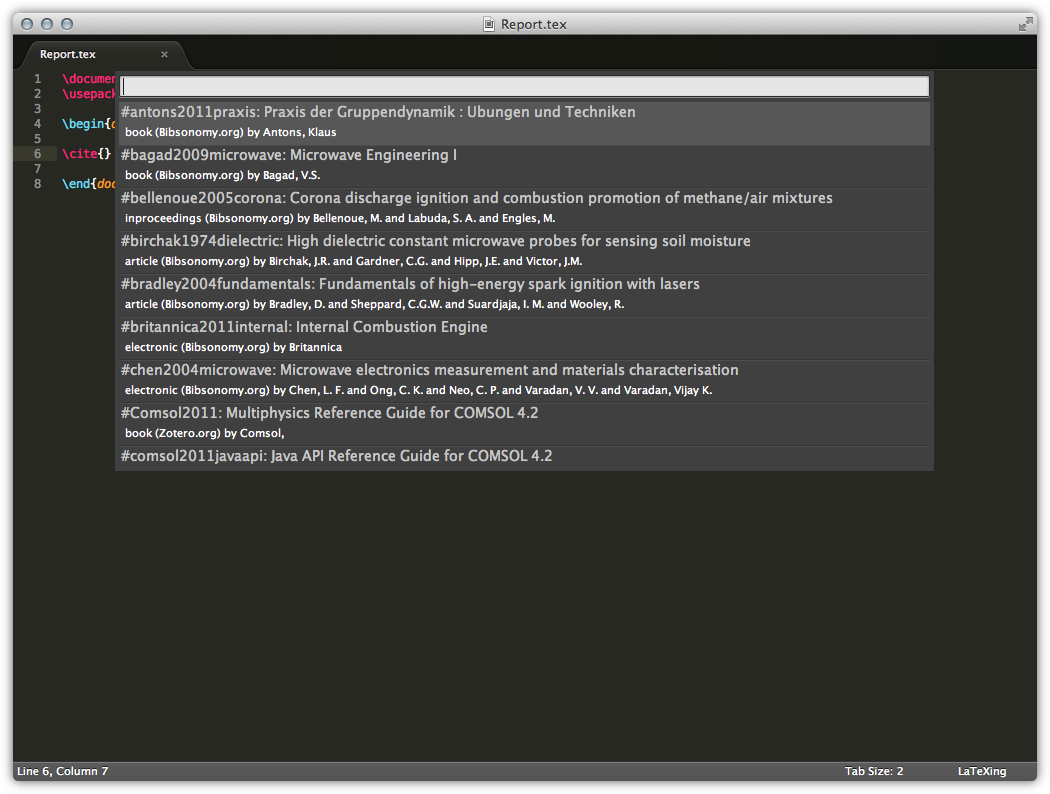 Report.tex
Report.tex ×
1 \documen
2 \usepack
3
4 \begin{d
5
6 \cite{}
7
8 \end{doc
#antons2011praxis: Praxis der Gruppendynamik : Ubungen und Techniken
book (Bibsonomy.org) by Antons, Klaus
#bagad2009microwave: Microwave Engineering I
book (Bibsonomy.org) by Bagad, V.S.
#bellenoue2005corona: Corona discharge ignition and combustion promotion of methane/air mixtures
inproceedings (Bibsonomy.org) by Bellenoue, M. and Labuda, S. A. and Engles, M.
#birchak1974dielectric: High dielectric constant microwave probes for sensing soil moisture
article (Bibsonomy.org) by Birchak, J.R. and Gardner, C.G. and Hipp, J.E. and Victor, J.M.
#bradley2004fundamentals: Fundamentals of high-energy spark ignition with lasers
article (Bibsonomy.org) by Bradley, D. and Sheppard, C.G.W. and Suardjaja, I. M. and Wooley, R.
#britannica2011internal: Internal Combustion Engine
electronic (Bibsonomy.org) by Britannica
#chen2004microwave: Microwave electronics measurement and materials characterisation
electronic (Bibsonomy.org) by Chen, L. F. and Ong, C. K. and Neo, C. P. and Varadan, V. V. and Varadan, Vijay K.
#Comsol2011: Multiphysics Reference Guide for COMSOL 4.2
book (Zotero.org) by Comsol,
#comsol2011javaapi: Java API Reference Guide for COMSOL 4.2
Line 6, Column 7 Tab Size: 2 LaTeXing